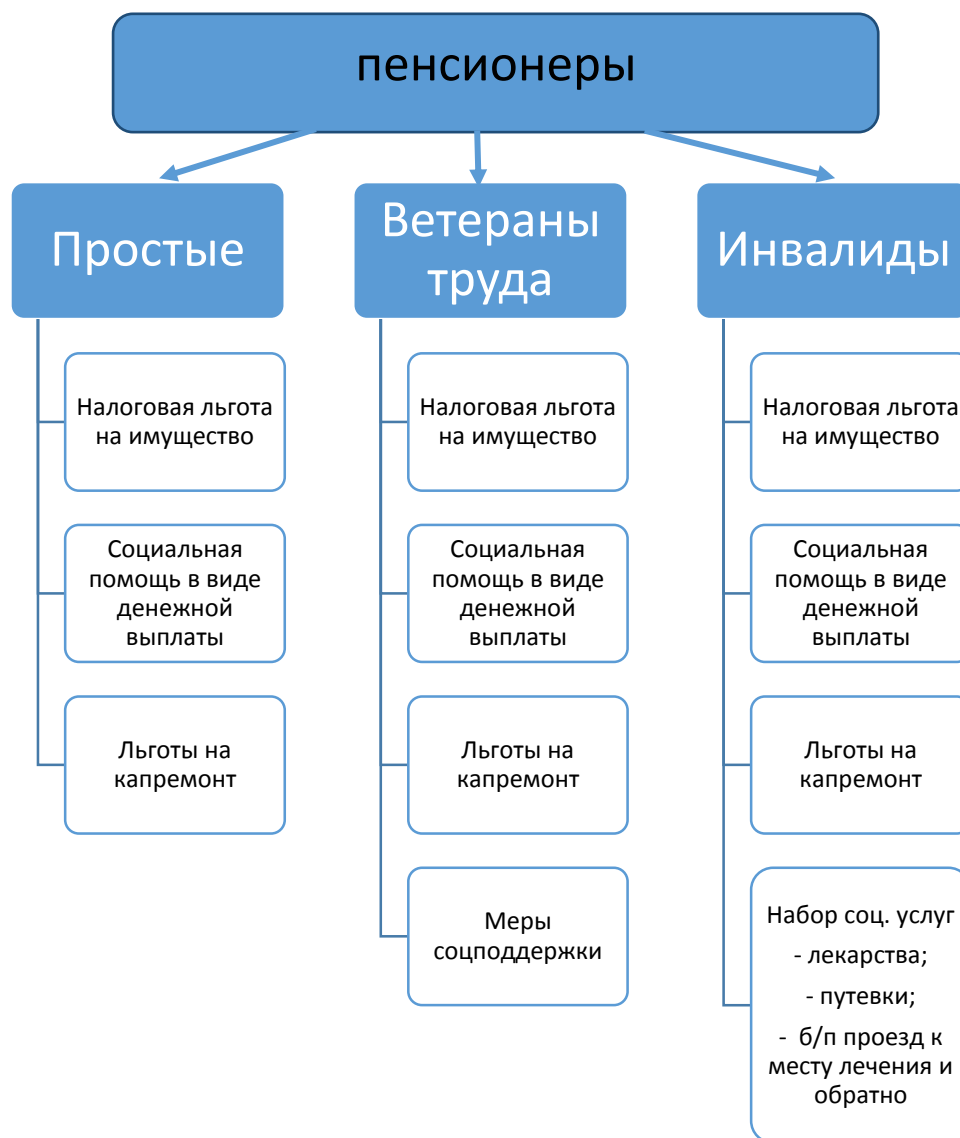 пенсионеры
Простые
Налоговая льгота
на имущество
Социальная
помощь в виде
денежной
выплаты
Льготы на
капремонт
Ветераны
труда
Налоговая льгота
на имущество
Социальная
помощь в виде
денежной
выплаты
Льготы на
капремонт
Меры
соцподдержки
Инвалиды
Налоговая льгота
на имущество
Социальная
помощь в виде
денежной
выплаты
Льготы на
капремонт
Набор соц. услуг
- лекарства;
- путевки;
- б/п проезд к
месту лечения и
обратно